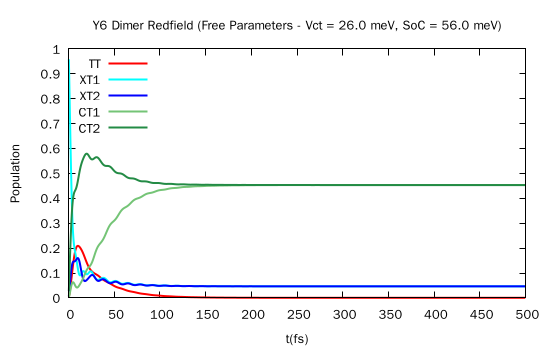 Y6 Dimer Redfield (Free Parameters - Vct = 26.0 meV, SoC = 56.0 meV)
1
0.9
0.8
0.7
0.6
0.5
0.4
0.3
0.2
0.1
0
Population
TT
XT1
XT2
CT1
CT2
0 50 100 150 200 250 300 350 400 450 500
t(fs)